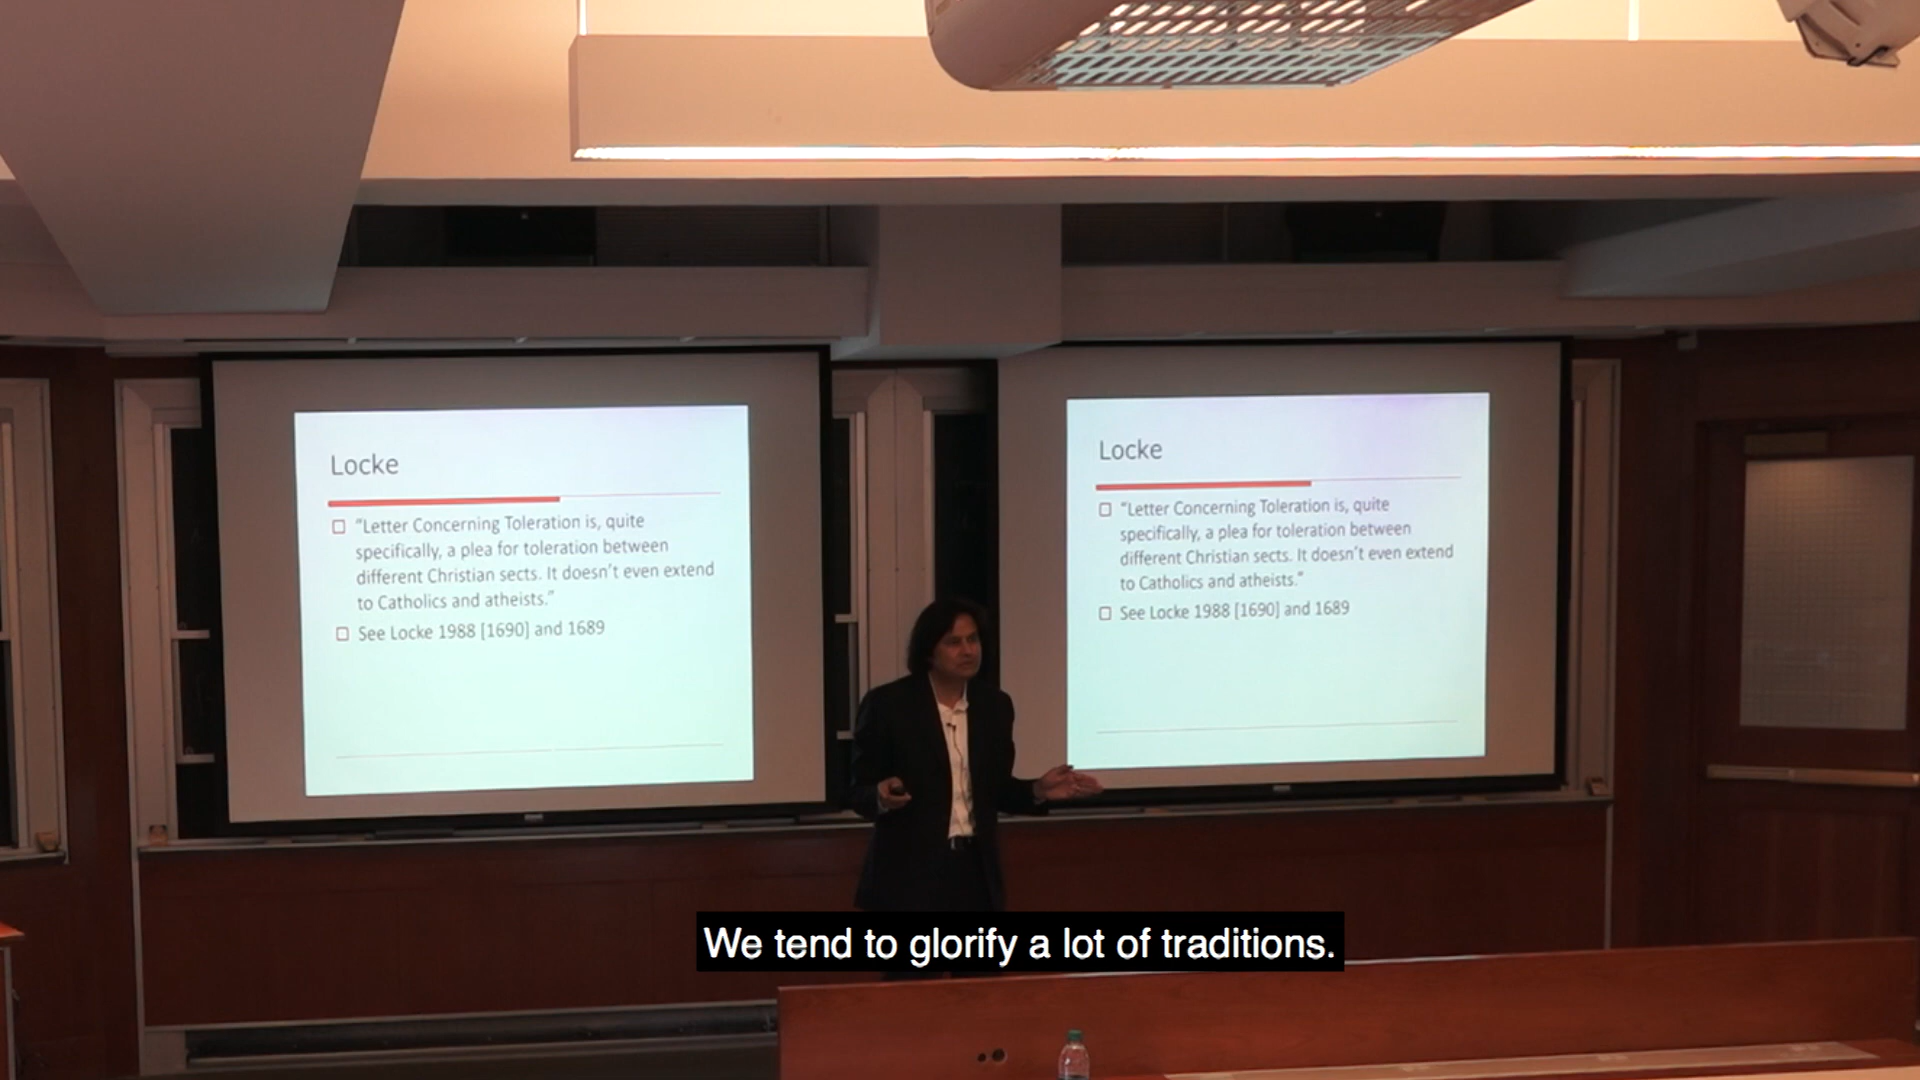 Locke
☐ “Letter Concerning Toleration is, quite
specifically, a plea for toleration between
different Christian sects. It doesn’t even extend
to Catholics and atheists.”
☐ See Locke 1988 [1690] and 1689
Locke
☐ “Letter Concerning Toleration is, quite
specifically, a plea for toleration between
different Christian sects. It doesn’t even extend
to Catholics and atheists.”
☐ See Locke 1988 [1690] and 1689
We tend to glorify a lot of traditions.